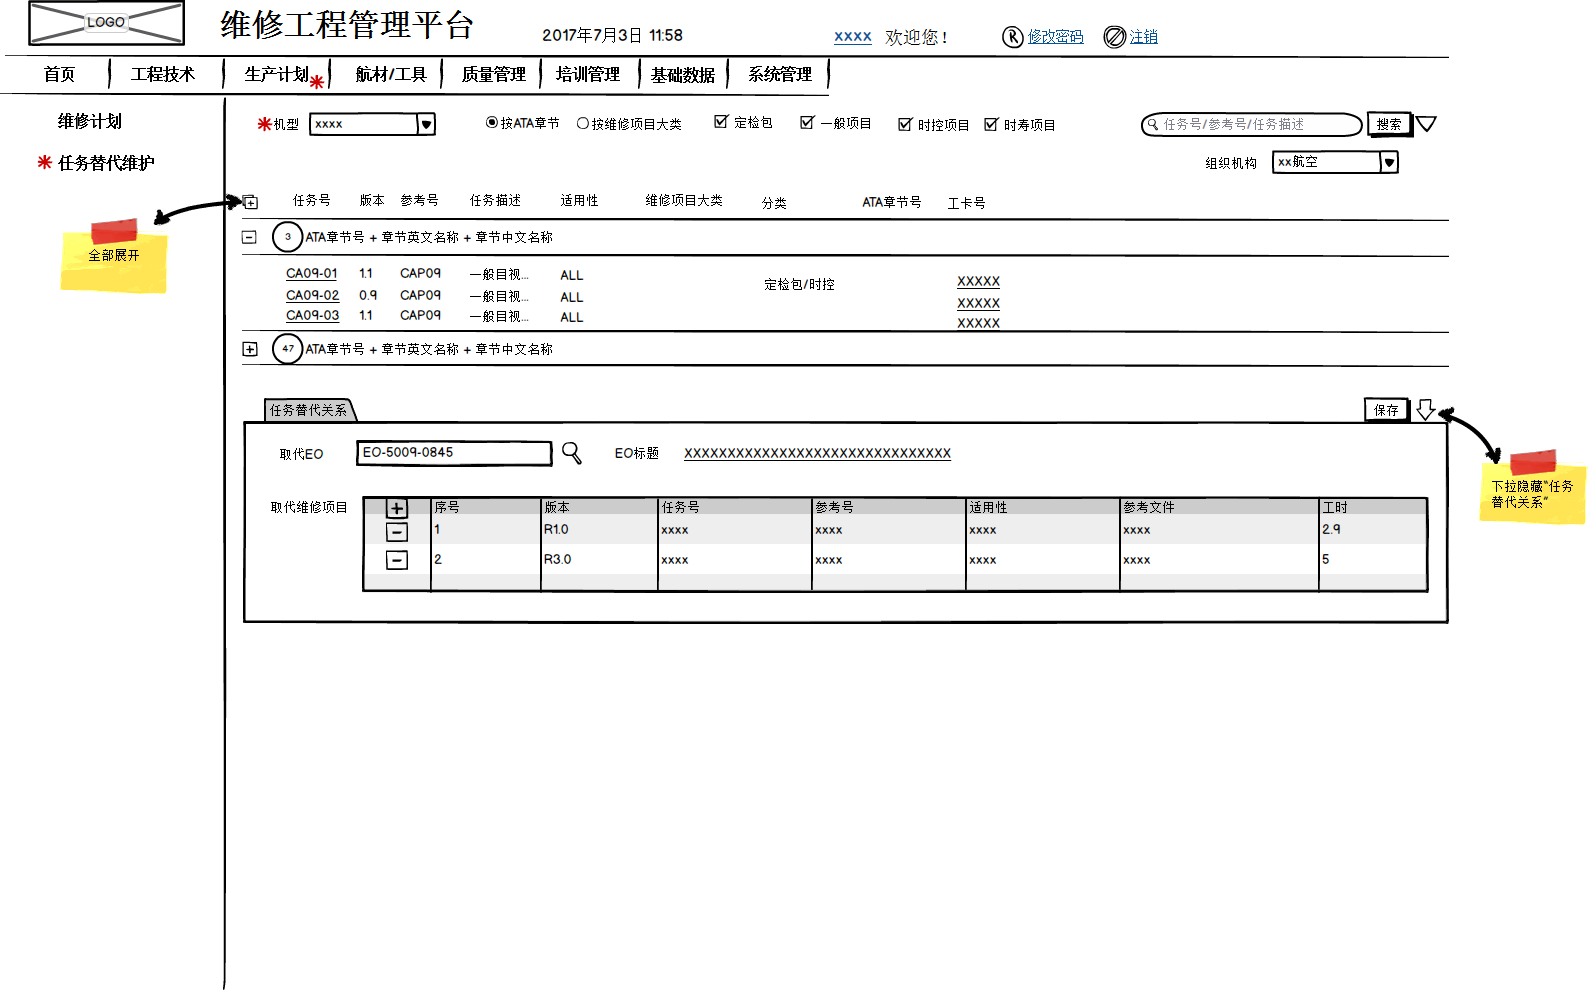 LOGO
维修工程管理平台
2017年7月3日 11:58
xxxx 欢迎您！
修改密码
注销
首页 工程技术 生产计划 航材/工具 质量管理 培训管理 基础数据 系统管理
维修计划
任务替代维护
机型 xxxx 按ATA章节 按维修项目大类 定检包 一般项目 时控项目 时寿项目 任务号/参考号/任务描述 搜索
组织机构 xx航空
任务号 版本 参考号 任务描述 适用性 维修项目大类 分类 ATA章节号 工卡号
全部展开
3 ATA章节号 + 章节英文名称 + 章节中文名称
CA09-01 1.1 CAP09 一般目视... ALL 定检包/时控 XXXXX
CA09-02 0.9 CAP09 一般目视... ALL XXXXX
CA09-03 1.1 CAP09 一般目视... ALL XXXXX
47 ATA章节号 + 章节英文名称 + 章节中文名称
任务替代关系 保存
取代EO EO-5009-0845 EO标题 XXXXXXXXXXXXXXXXXXXXXXXXXXXXXXX
下拉隐藏“任务
替代关系”
取代维修项目
序号 版本 任务号 参考号 适用性 参考文件 工时
1 R1.0 xxxx xxxx xxxx xxxx 2.9
2 R3.0 xxxx xxxx xxxx xxxx 5